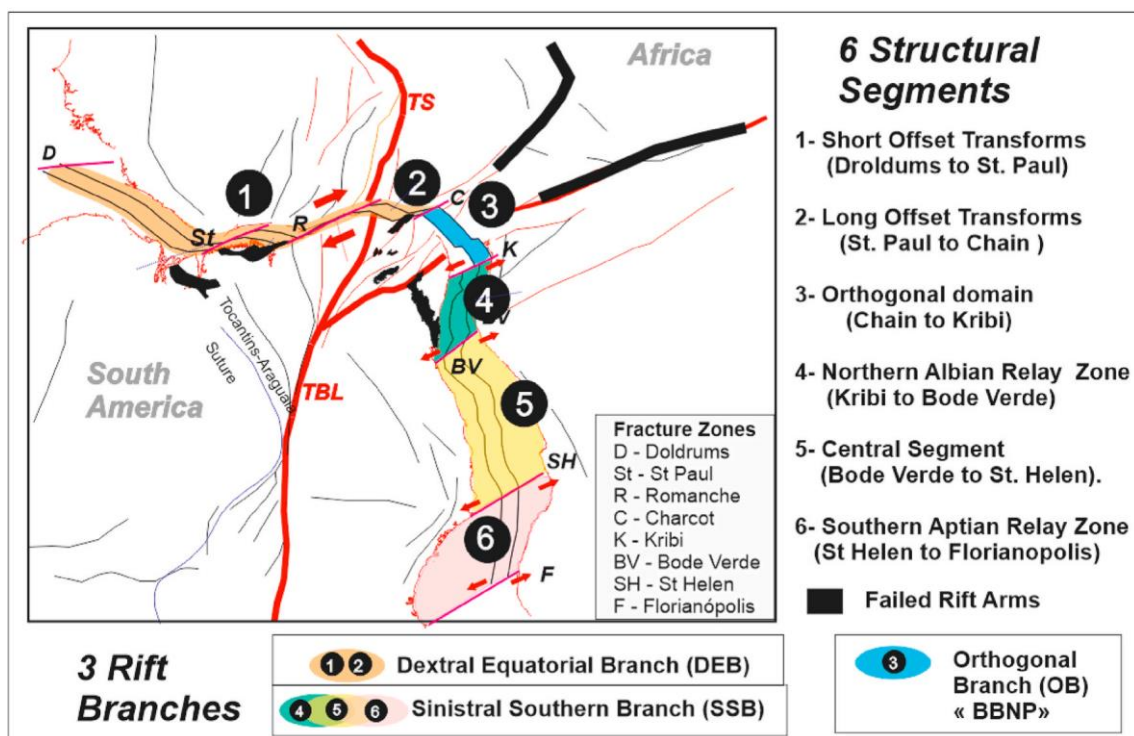 Africa
TS
D
1
2
C
3
R
St
K
4
V
Tocantins-Araguaia
Suture
South
America
BV
TBL
5
SH
6
F
Fracture Zones
D - Doldrums
St - St Paul
R - Romanche
C - Charcot
K - Kribi
BV - Bode Verde
SH - St Helen
F - Florianópolis
6 Structural
Segments
1- Short Offset Transforms
(Droldums to St. Paul)
2- Long Offset Transforms
(St. Paul to Chain )
3- Orthogonal domain
(Chain to Kribi)
4- Northern Albian Relay Zone
(Kribi to Bode Verde)
5- Central Segment
(Bode Verde to St. Helen).
6- Southern Aptian Relay Zone
(St Helen to Florianopolis)
Failed Rift Arms
3 Rift
Branches
1 2 Dextral Equatorial Branch (DEB)
4 5 6 Sinistral Southern Branch (SSB)
3 Orthogonal
Branch (OB)
« BBNP»